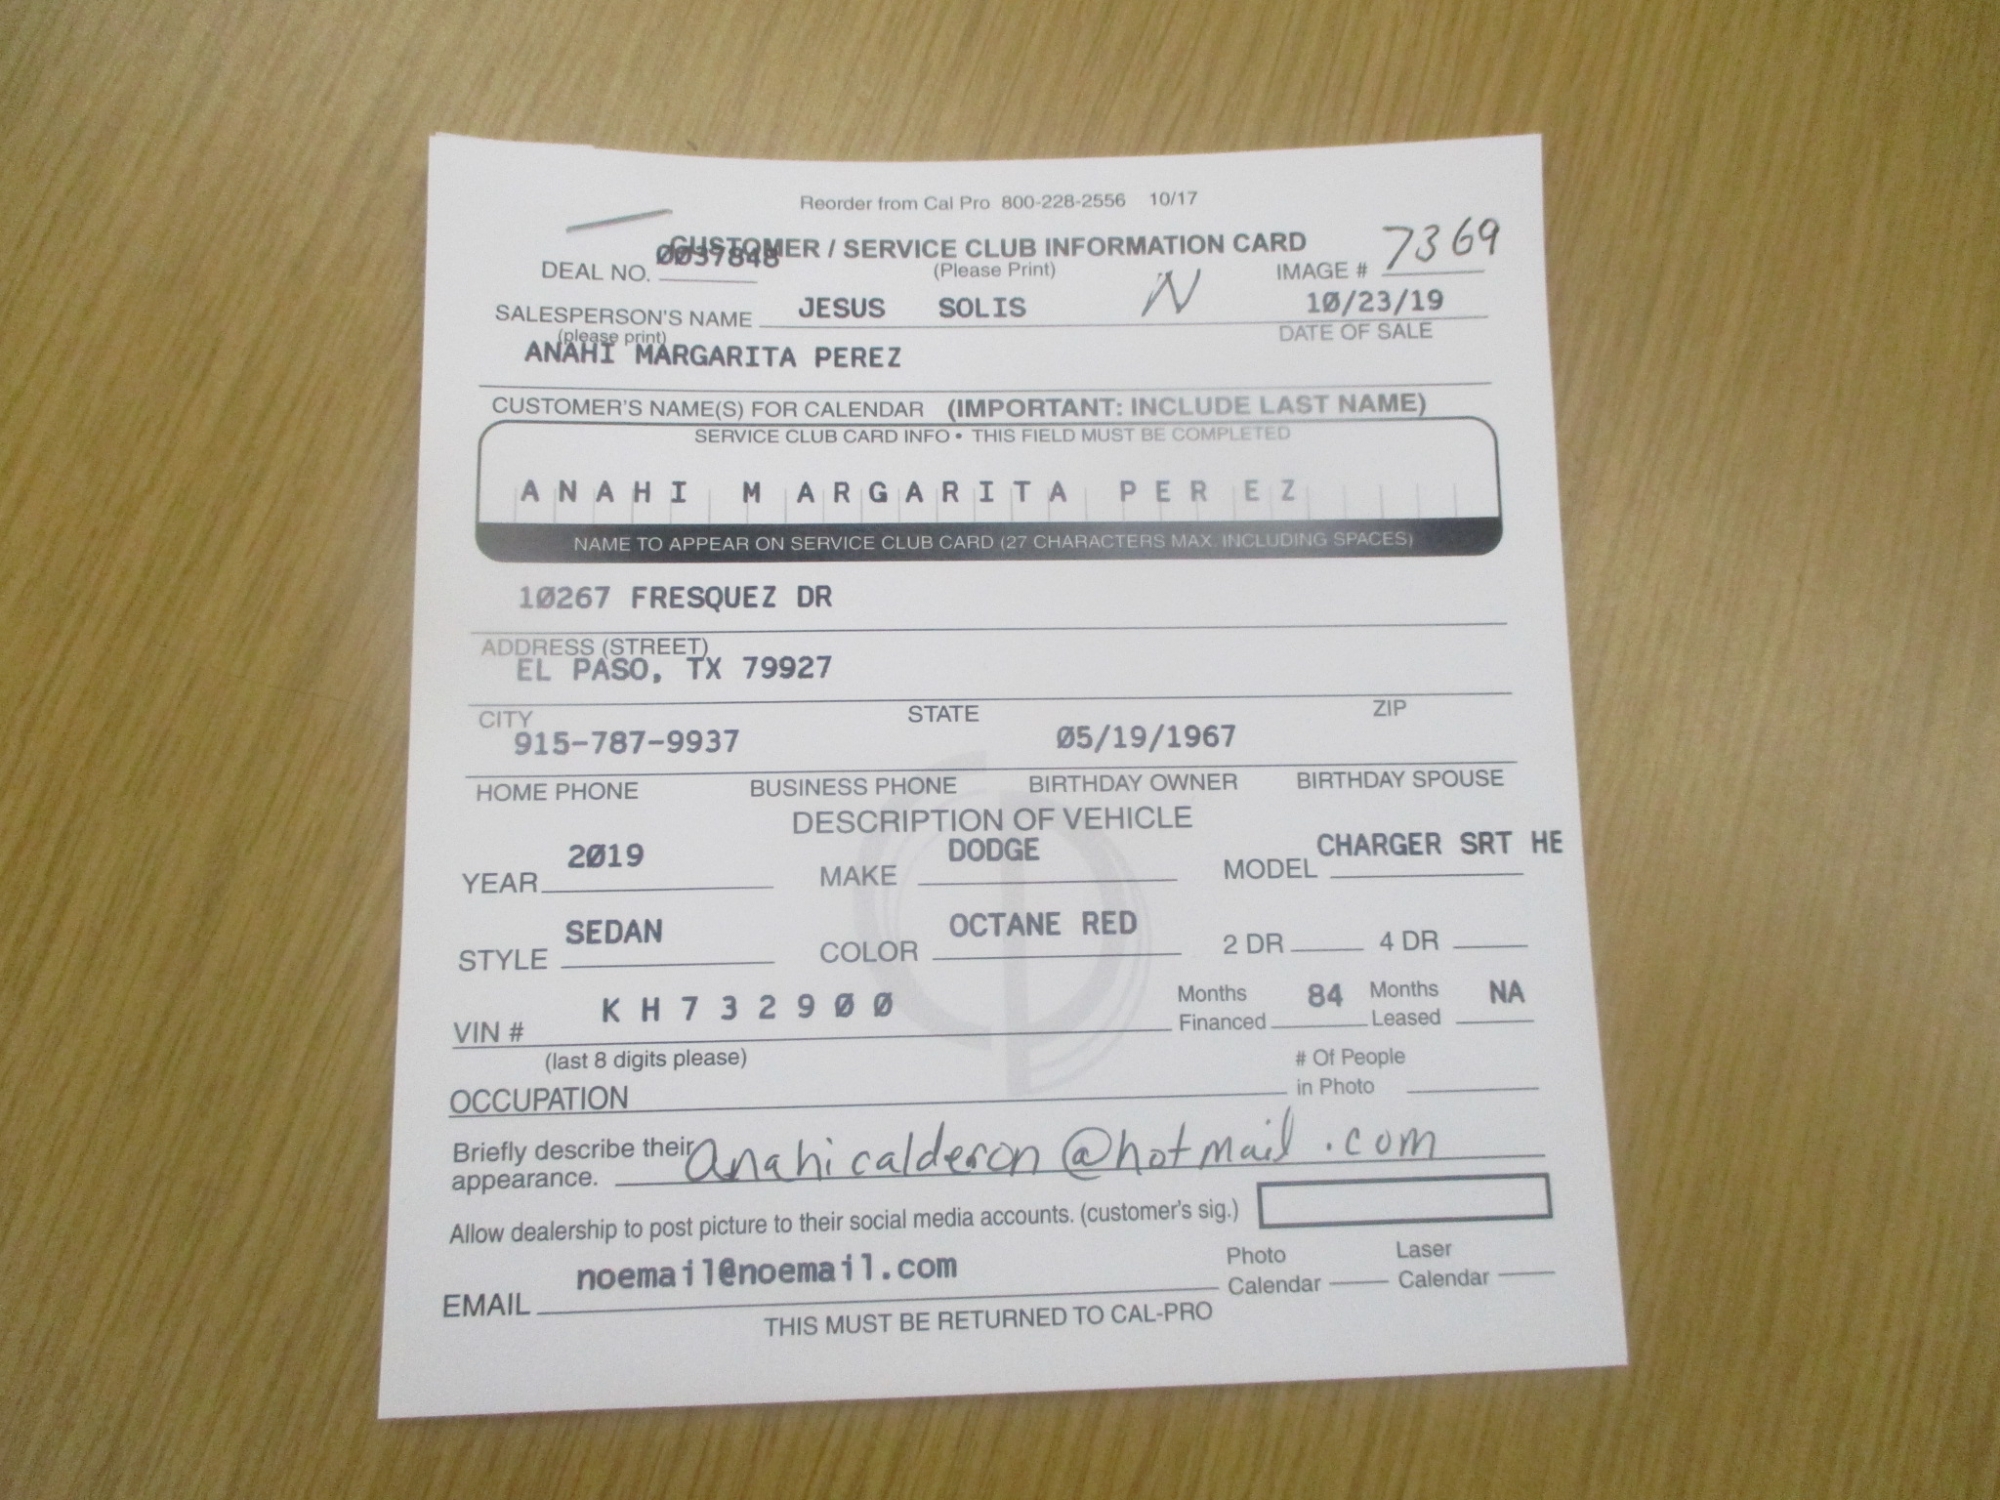 Reorder from Cal Pro 800-228-2556 10/17
CUSTOMER / SERVICE CLUB INFORMATION CARD
DEAL NO. 0037848 (Please Print) IMAGE # 7369
SALESPERSON'S NAME JESUS SOLIS N 10/23/19
(please print) DATE OF SALE
ANAHI MARGARITA PEREZ
CUSTOMER'S NAME(S) FOR CALENDAR (IMPORTANT: INCLUDE LAST NAME)
SERVICE CLUB CARD INFO • THIS FIELD MUST BE COMPLETED
ANAHI MARGARITA PEREZ
NAME TO APPEAR ON SERVICE CLUB CARD (27 CHARACTERS MAX. INCLUDING SPACES)
10267 FRESQUEZ DR
ADDRESS (STREET)
EL PASO, TX 79927
CITY STATE ZIP
915-787-9937 05/19/1967
HOME PHONE BUSINESS PHONE BIRTHDAY OWNER BIRTHDAY SPOUSE
DESCRIPTION OF VEHICLE
YEAR 2019 MAKE DODGE MODEL CHARGER SRT HE
STYLE SEDAN COLOR OCTANE RED 2 DR 4 DR
VIN # K H 7 3 2 9 0 0 Months Financed 84 Months Leased NA
(last 8 digits please) # Of People
OCCUPATION in Photo
Briefly describe their
appearance. anahicalderon@hotmail.com
Allow dealership to post picture to their social media accounts. (customer's sig.)
EMAIL noemail@noemail.com Photo Calendar Laser Calendar
THIS MUST BE RETURNED TO CAL-PRO